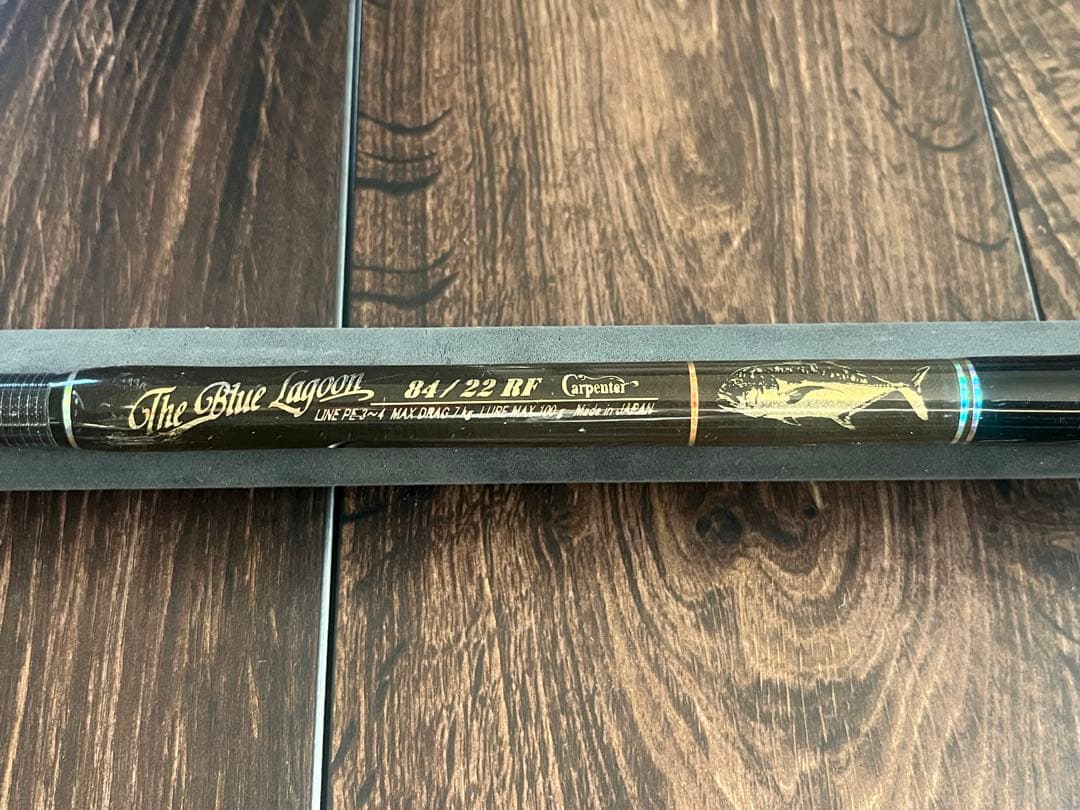 The Blue Lagoon 84/22 RF Carpenter
LINE PE-3~4 MAX.DRAG 7kg LURE MAX 100g Made in JAPAN